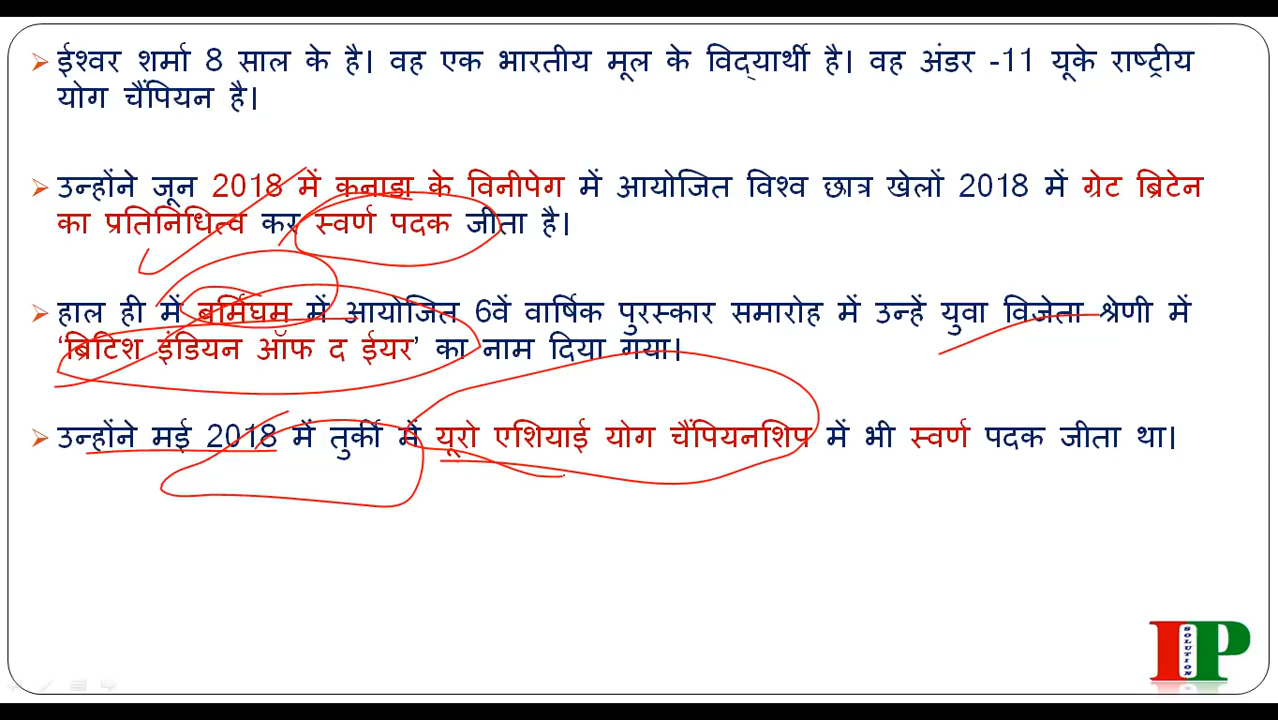 ईश्वर शर्मा 8 साल के है। वह एक भारतीय मूल के विद्यार्थी है। वह अंडर -11 यूके राष्ट्रीय
योग चैंपियन है।
उन्होंने जून 2018 में कनाडा के विनीपेग में आयोजित विश्व छात्र खेलों 2018 में ग्रेट ब्रिटेन
का प्रतिनिधित्व कर स्वर्ण पदक जीता है।
हाल ही में बर्मिंघम में आयोजित 6वें वार्षिक पुरस्कार समारोह में उन्हें युवा विजेता श्रेणी में
‘ब्रिटिश इंडियन ऑफ द ईयर’ का नाम दिया गया।
उन्होंने मई 2018 में तुर्की में यूरो एशियाई योग चैंपियनशिप में भी स्वर्ण पदक जीता था।
IP
SOLUTION